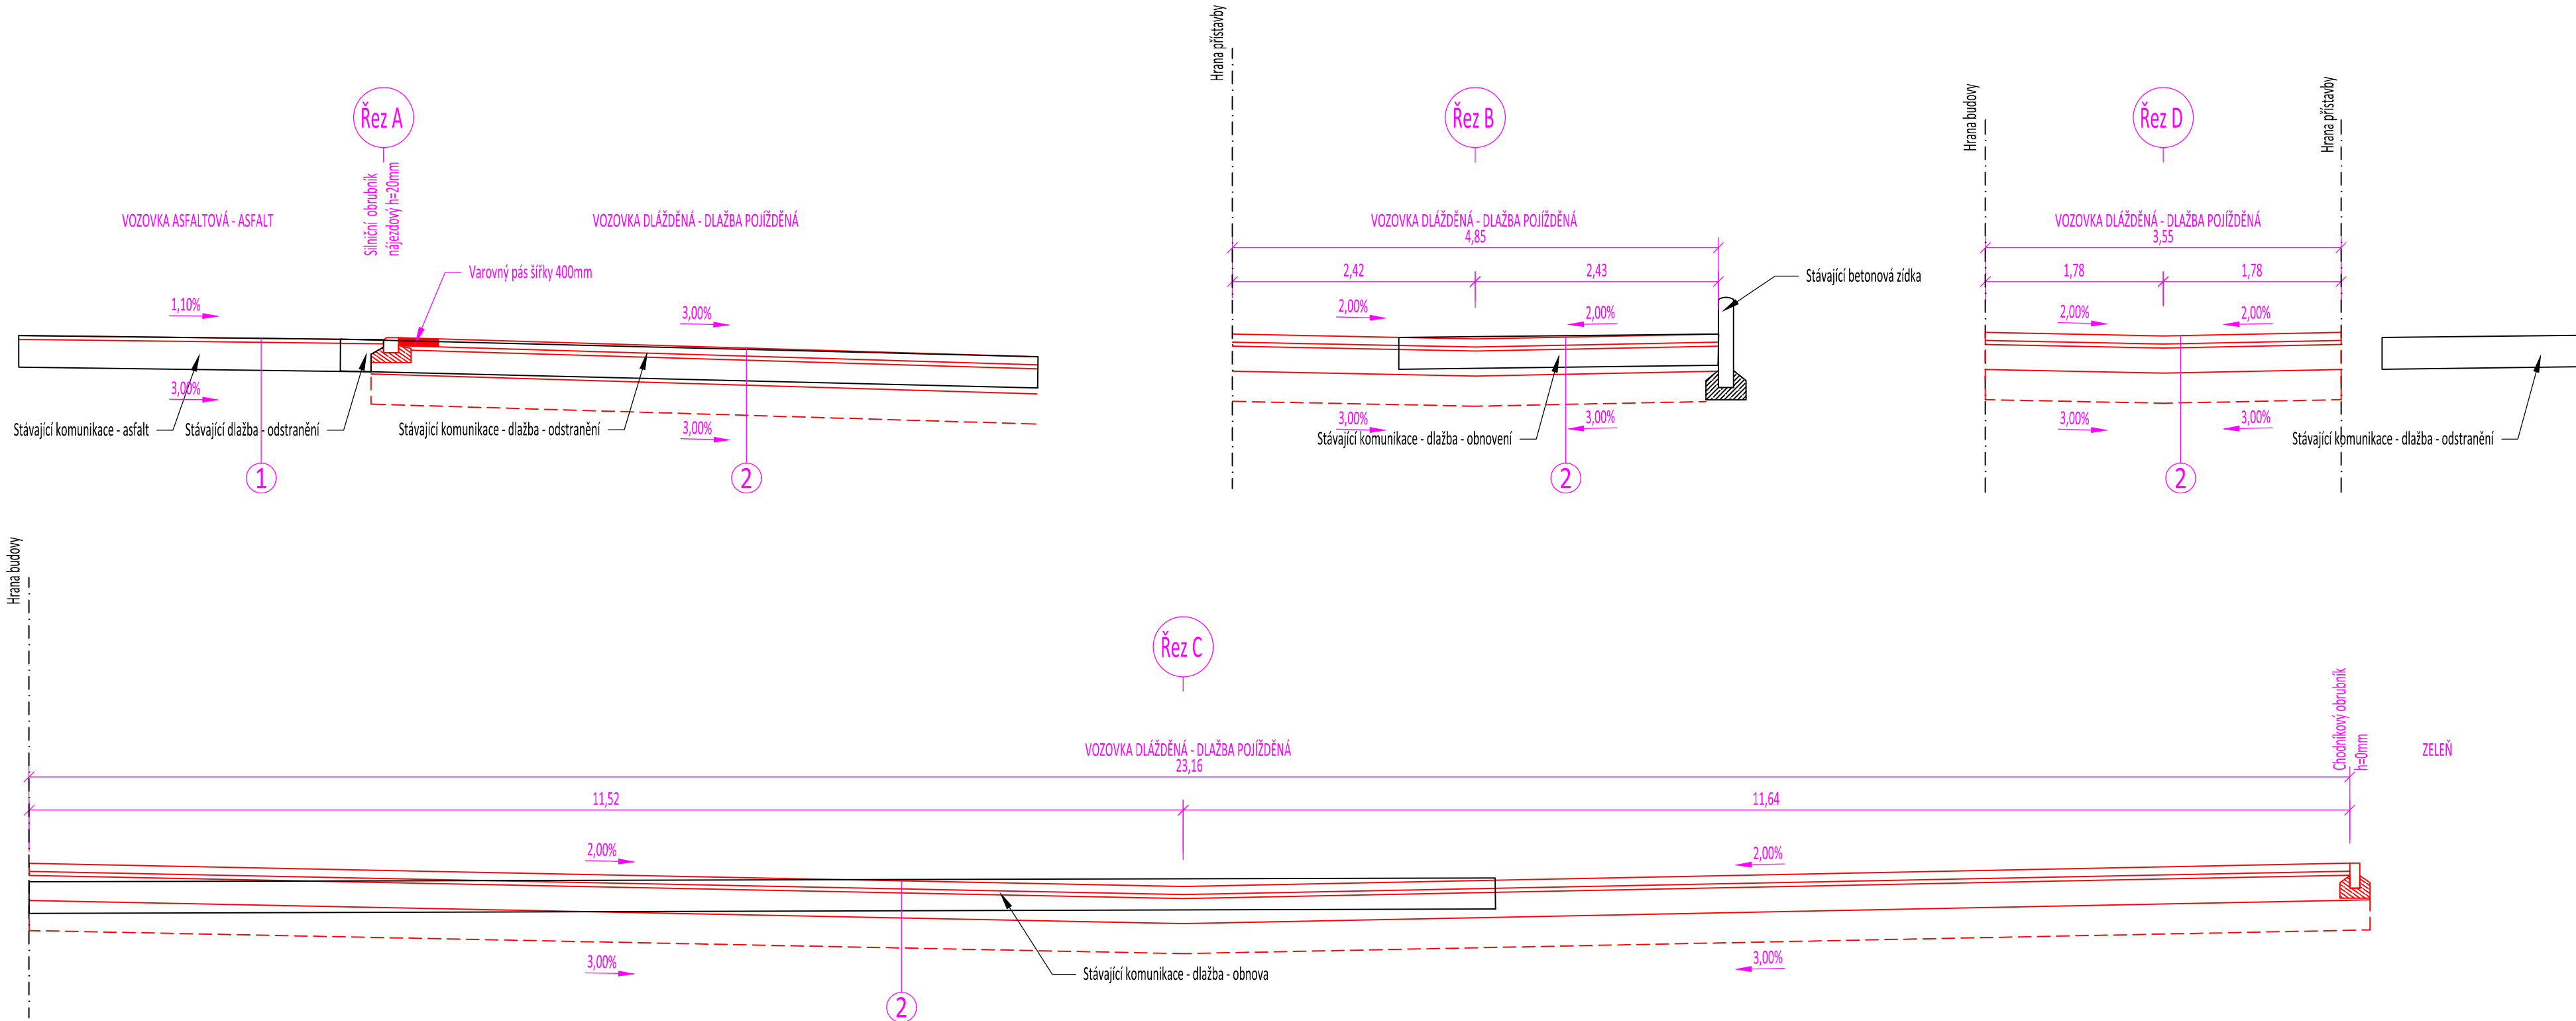 Řez A
Silniční obrubník
nájezdový h=20mm
VOZOVKA ASFALTOVÁ - ASFALT
VOZOVKA DLÁŽDĚNÁ - DLAŽBA POJÍŽDĚNÁ
Varovný pás šířky 400mm
1,10%
3,00%
3,00%
3,00%
Stávající komunikace - asfalt
Stávající dlažba - odstranění
Stávající komunikace - dlažba - odstranění
1
2
Hrana přístavby
Řez B
VOZOVKA DLÁŽDĚNÁ - DLAŽBA POJÍŽDĚNÁ
4,85
2,42
2,43
Stávající betonová zídka
2,00%
2,00%
3,00%
3,00%
Stávající komunikace - dlažba - obnovení
2
Hrana budovy
Řez D
Hrana přístavby
VOZOVKA DLÁŽDĚNÁ - DLAŽBA POJÍŽDĚNÁ
3,55
1,78
1,78
2,00%
2,00%
3,00%
3,00%
Stávající komunikace - dlažba - odstranění
2
Hrana budovy
Řez C
VOZOVKA DLÁŽDĚNÁ - DLAŽBA POJÍŽDĚNÁ
23,16
Chodníkový obrubník
h=0mm
ZELEŇ
11,52
11,64
2,00%
2,00%
3,00%
3,00%
Stávající komunikace - dlažba - obnova
2